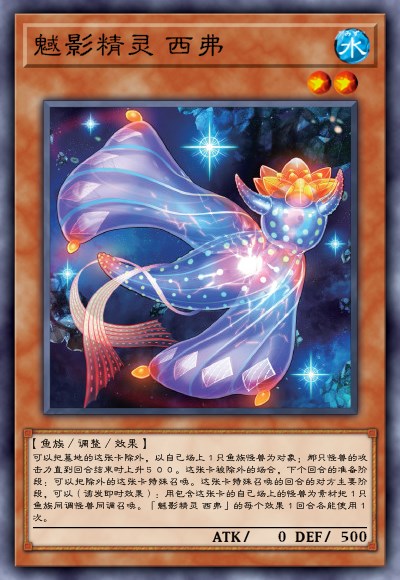 魊影精灵 西弗
水
【鱼族／调整／效果】
可以把墓地的这张卡除外，以自己场上1只鱼族怪兽为对象；那只怪兽的攻
击力直到回合结束时上升500。这张卡被除外的场合，下个回合的准备阶
段；可以把除外的这张卡特殊召唤。这张卡特殊召唤的回合的对方主要阶
段，可以（诱发即时效果）；用包含这张卡的自己场上的怪兽为素材把1只
鱼族同调怪兽同调召唤。「魊影精灵 西弗」的每个效果1回合各能使用1
次。
ATK/ 0 DEF/ 500